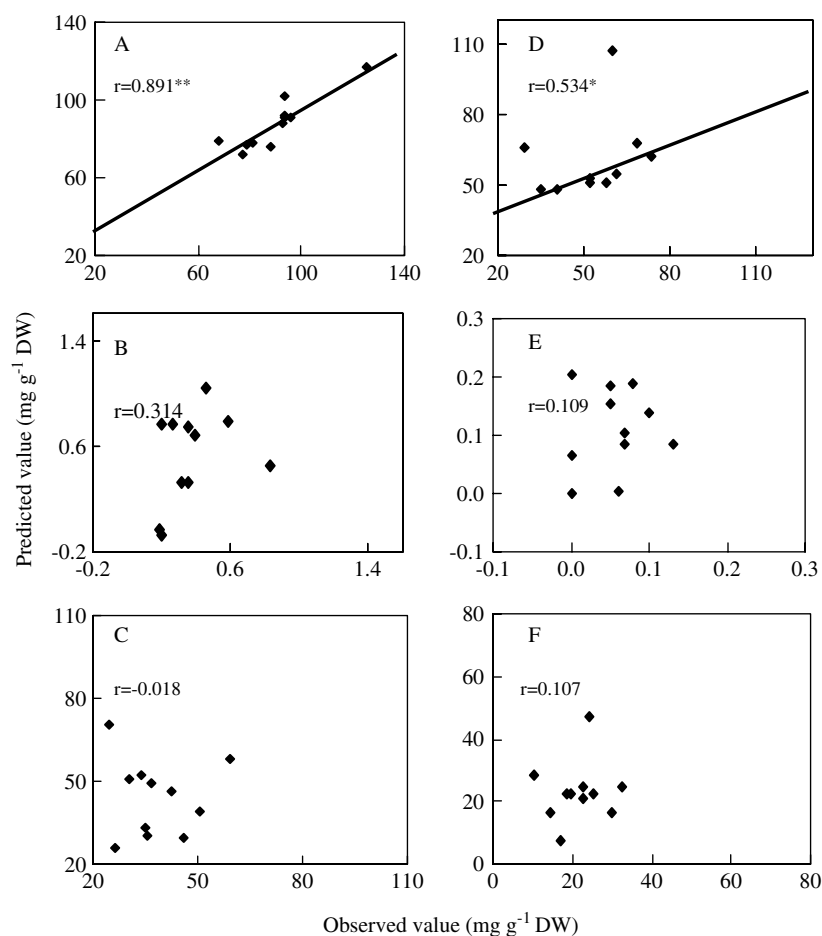 140
A
r=0.891**
100
60
20
20 60 100 140
110
D
r=0.534*
80
50
20
20 50 80 110
1.4
B
r=0.314
0.6
-0.2
-0.2 0.6 1.4
0.3
E
0.2
r=0.109
0.1
0.0
-0.1
-0.1 0.0 0.1 0.2 0.3
110
C
r=-0.018
80
50
20
20 50 80 110
80
F
r=0.107
60
40
20
0
0 20 40 60 80
Predicted value (mg g⁻¹ DW)
Observed value (mg g⁻¹ DW)